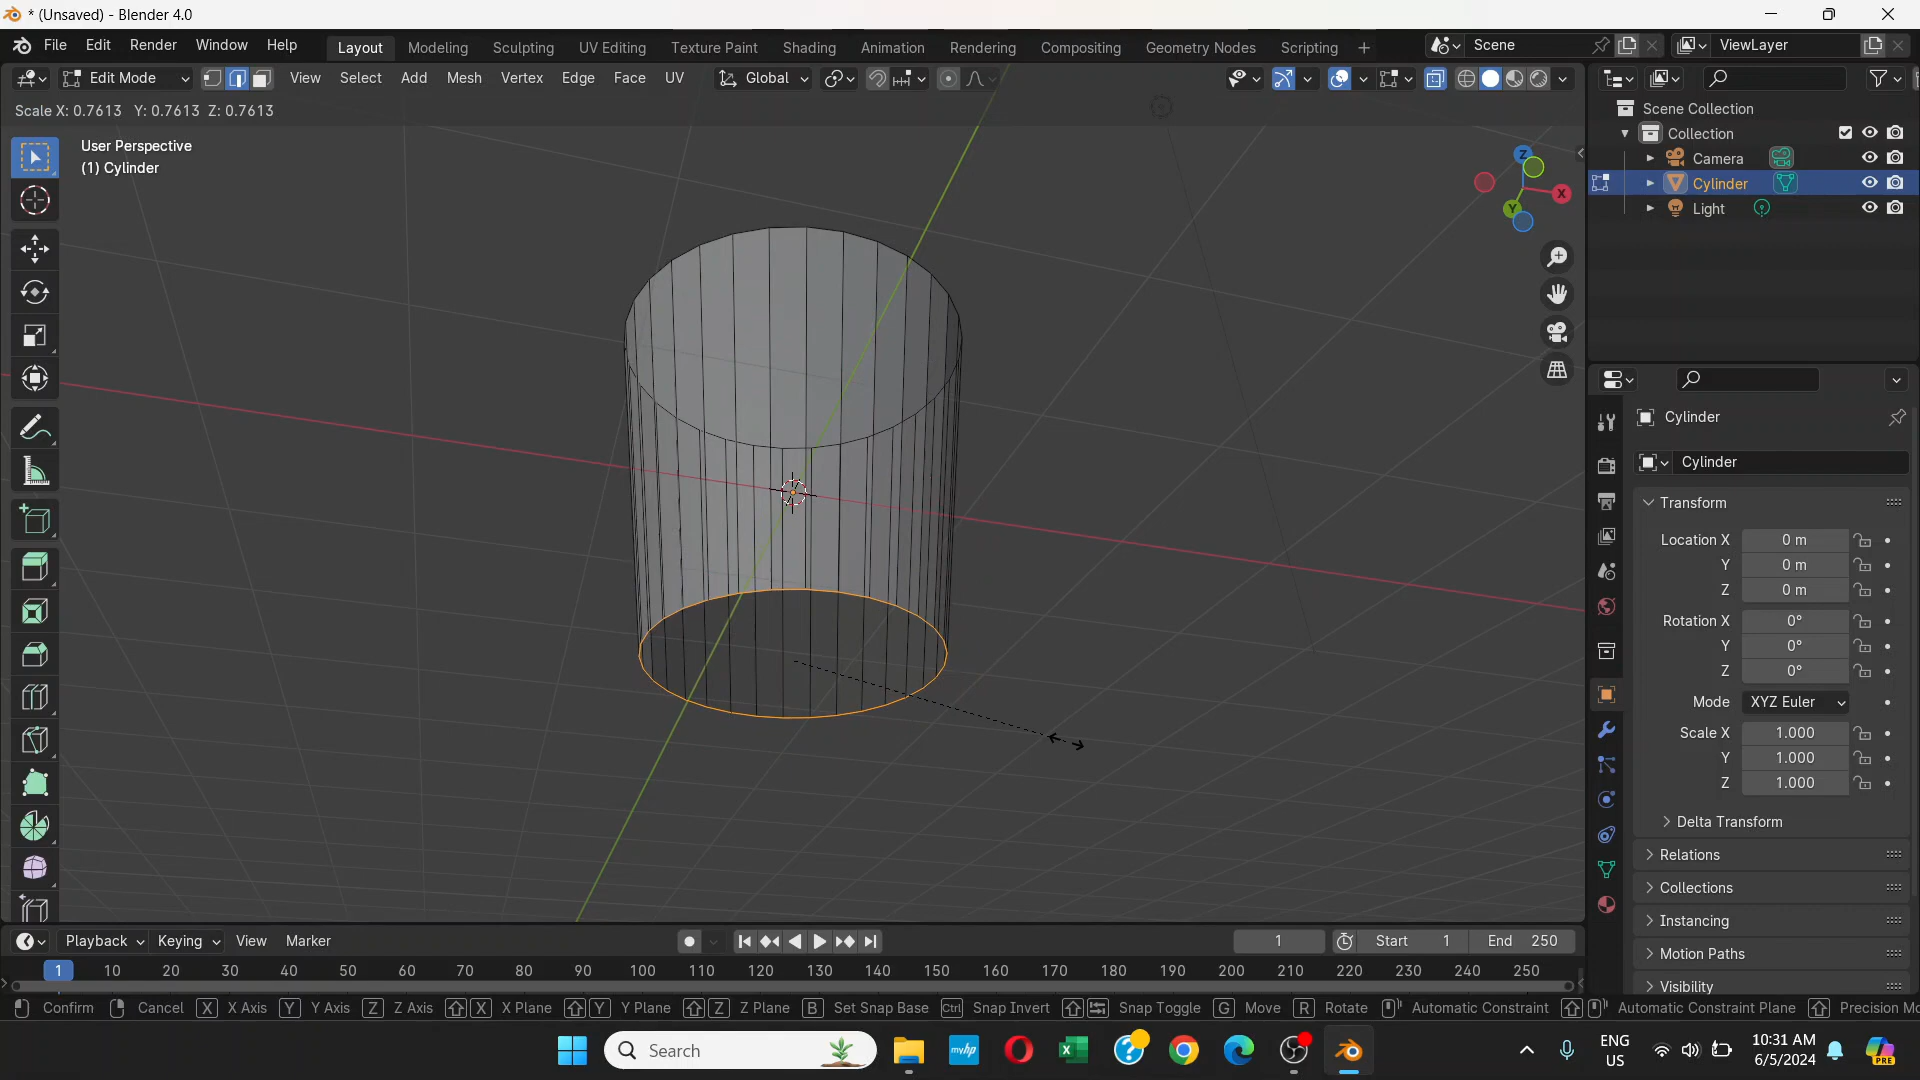 * (Unsaved) - Blender 4.0
File Edit Render Window Help Layout Modeling Sculpting UV Editing Texture Paint Shading Animation Rendering Compositing Geometry Nodes Scripting + Scene ViewLayer
Edit Mode View Select Add Mesh Vertex Edge Face UV Global
Scale X: 0.7613 Y: 0.7613 Z: 0.7613
User Perspective
(1) Cylinder
Z
X
Y
Scene Collection
Collection
Camera
Cylinder
Light
Cylinder
Cylinder
Transform
Location X 0 m
Y 0 m
Z 0 m
Rotation X 0°
Y 0°
Z 0°
Mode XYZ Euler
Scale X 1.000
Y 1.000
Z 1.000
Delta Transform
Relations
Collections
Instancing
Motion Paths
Visibility
Playback Keying View Marker 1 Start 1 End 250
1 10 20 30 40 50 60 70 80 90 100 110 120 130 140 150 160 170 180 190 200 210 220 230 240 250
Confirm Cancel X X Axis Y Y Axis Z Z Axis X X Plane Y Y Plane Z Z Plane B Set Snap Base Ctrl Snap Invert Snap Toggle G Move R Rotate Automatic Constraint Automatic Constraint Plane Precision Mo
Search myhp ENG US 10:31 AM 6/5/2024 PRE